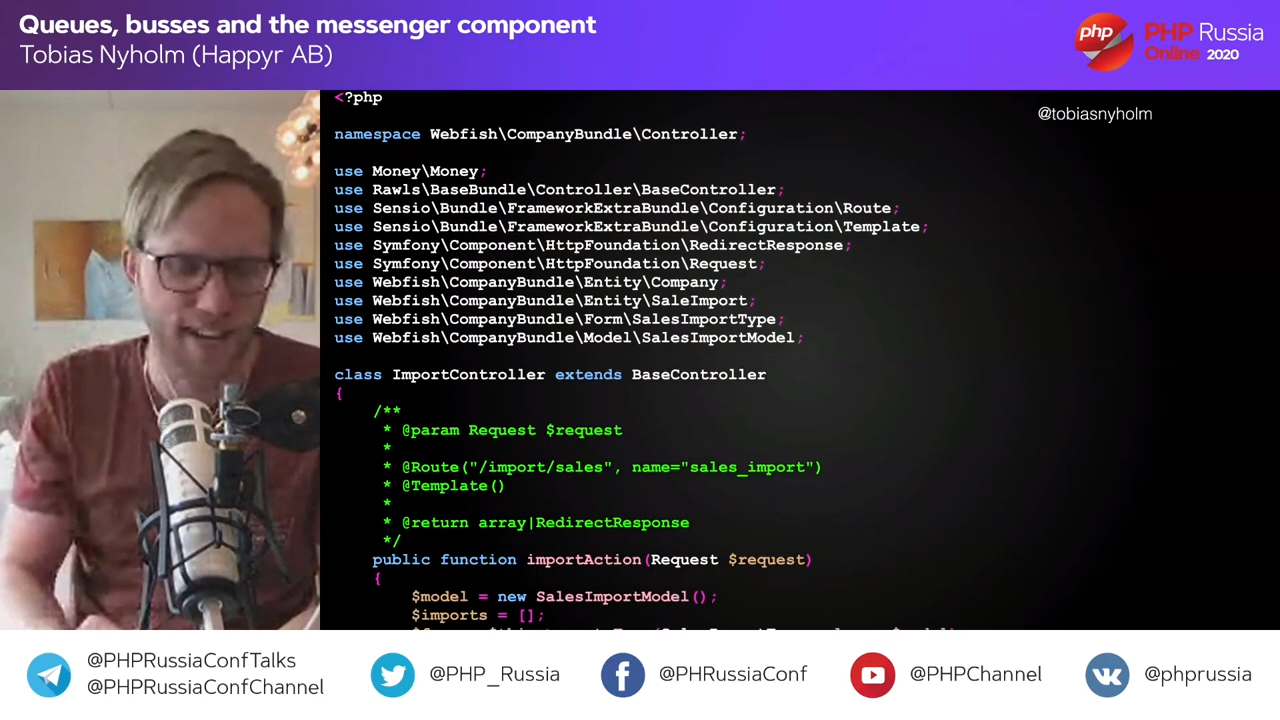 Queues, busses and the messenger component
Tobias Nyholm (Happyr AB)
php
PHP Russia
Online 2020
@tobiasnyholm
<?php
namespace Webfish\CompanyBundle\Controller;
use Money\Money;
use Rawls\BaseBundle\Controller\BaseController;
use Sensio\Bundle\FrameworkExtraBundle\Configuration\Route;
use Sensio\Bundle\FrameworkExtraBundle\Configuration\Template;
use Symfony\Component\HttpFoundation\RedirectResponse;
use Symfony\Component\HttpFoundation\Request;
use Webfish\CompanyBundle\Entity\Company;
use Webfish\CompanyBundle\Entity\SaleImport;
use Webfish\CompanyBundle\Form\SalesImportType;
use Webfish\CompanyBundle\Model\SalesImportModel;
class ImportController extends BaseController
{
/**
* @param Request $request
*
* @Route("/import/sales", name="sales_import")
* @Template()
*
* @return array|RedirectResponse
*/
public function importAction(Request $request)
{
$model = new SalesImportModel();
$imports = [];
@PHPRussiaConfTalks
@PHPRussiaConfChannel
@PHP_Russia
@PHRussiaConf
@PHPChannel
@phprussia